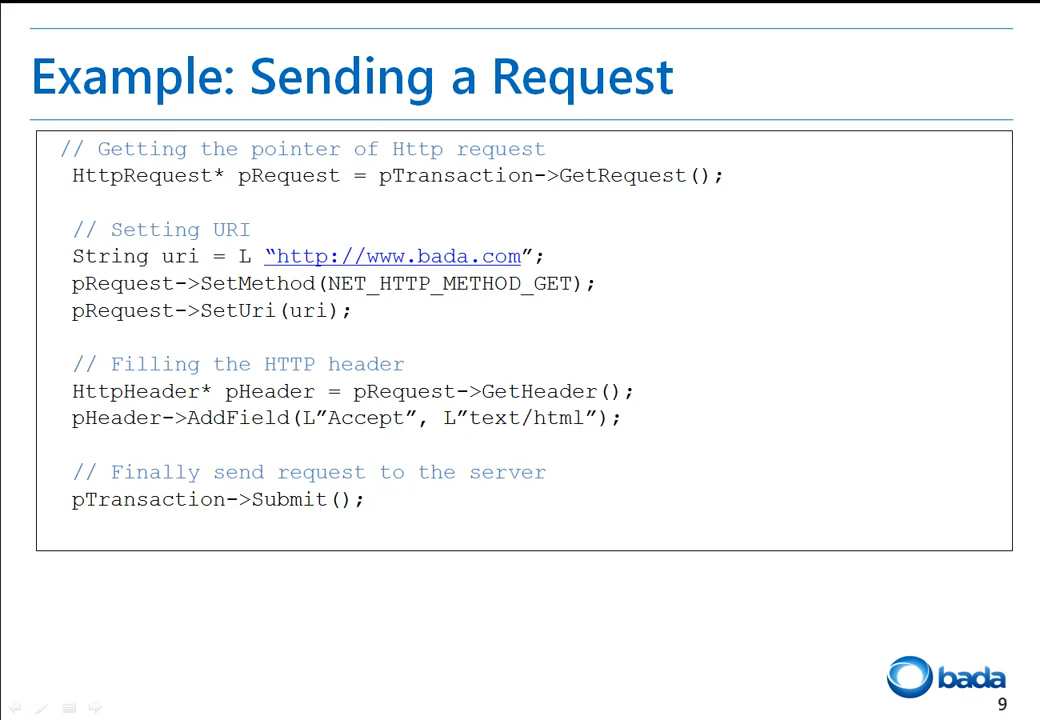 Example: Sending a Request
// Getting the pointer of Http request
HttpRequest* pRequest = pTransaction->GetRequest();
// Setting URI
String uri = L “http://www.bada.com”;
pRequest->SetMethod(NET_HTTP_METHOD_GET);
pRequest->SetUri(uri);
// Filling the HTTP header
HttpHeader* pHeader = pRequest->GetHeader();
pHeader->AddField(L”Accept”, L”text/html”);
// Finally send request to the server
pTransaction->Submit();
bada
9